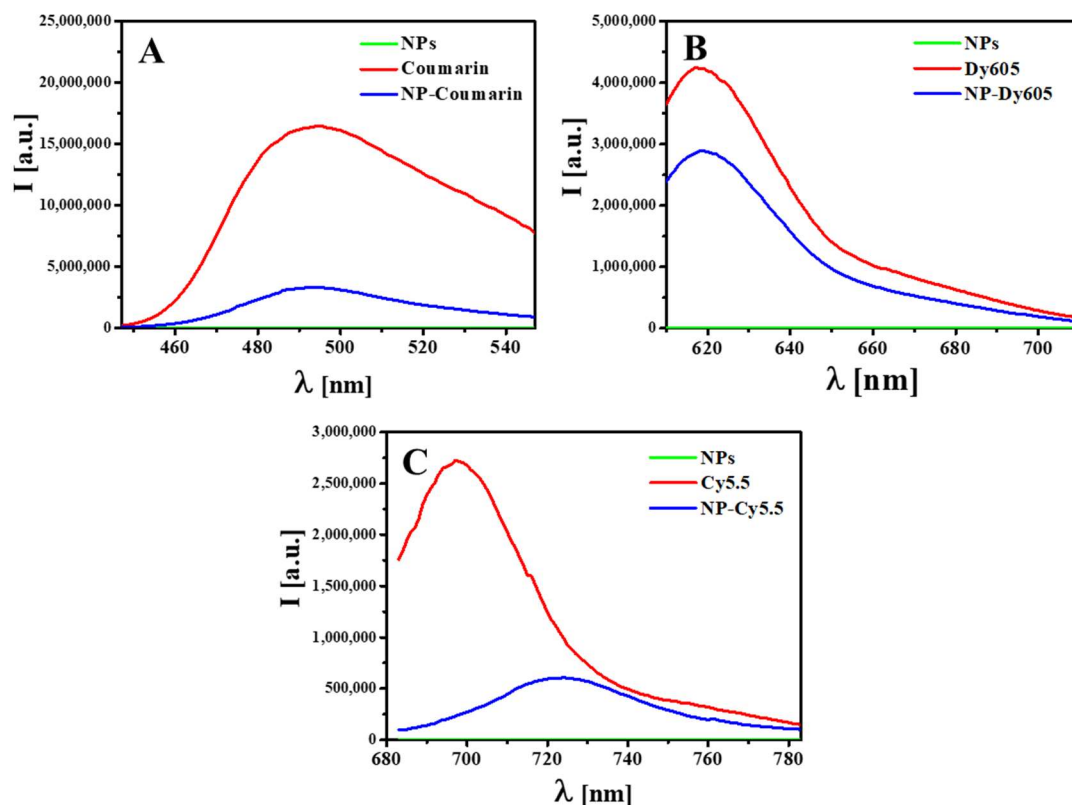 A
NPs
Coumarin
NP-Coumarin
25,000,000
20,000,000
15,000,000
10,000,000
5,000,000
0
I [a.u.]
460 480 500 520 540
λ [nm]
B
NPs
Dy605
NP-Dy605
5,000,000
4,000,000
3,000,000
2,000,000
1,000,000
0
I [a.u.]
620 640 660 680 700
λ [nm]
C
NPs
Cy5.5
NP-Cy5.5
3,000,000
2,500,000
2,000,000
1,500,000
1,000,000
500,000
0
I [a.u.]
680 700 720 740 760 780
λ [nm]